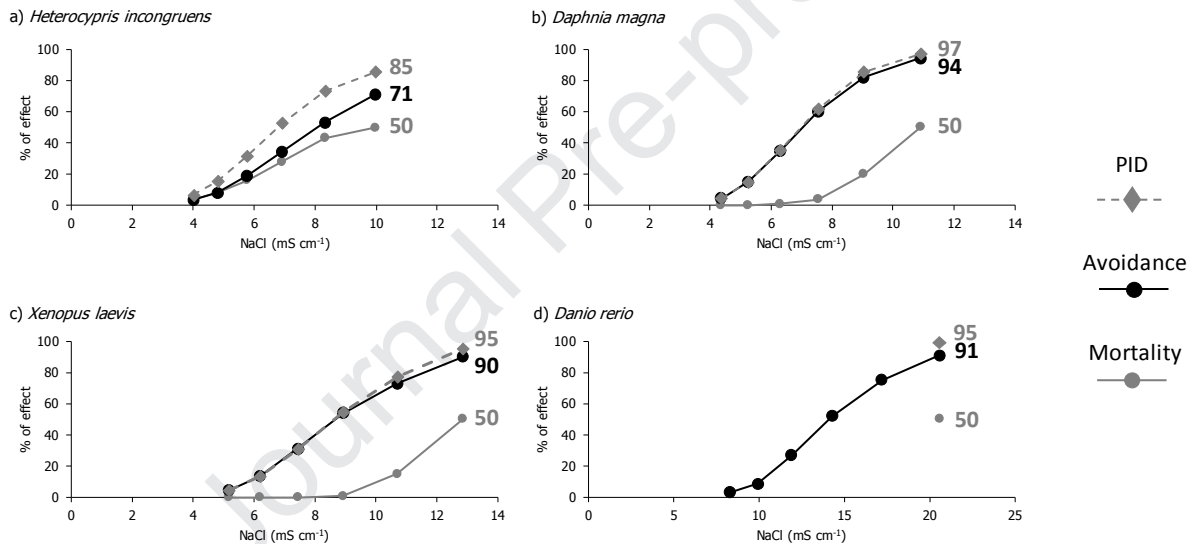 a) Heterocypris incongruens
100
80
60
40
20
0
% of effect
85
71
50
0 2 4 6 8 10 12 14
NaCl (mS cm⁻¹)
b) Daphnia magna
100
80
60
40
20
0
% of effect
97
94
50
0 2 4 6 8 10 12 14
NaCl (mS cm⁻¹)
c) Xenopus laevis
100
80
60
40
20
0
% of effect
95
90
50
0 2 4 6 8 10 12 14
NaCl (mS cm⁻¹)
d) Danio rerio
100
80
60
40
20
0
% of effect
95
91
50
0 5 10 15 20 25
NaCl (mS cm⁻¹)
PID
Avoidance
Mortality
Journal Pre-pro